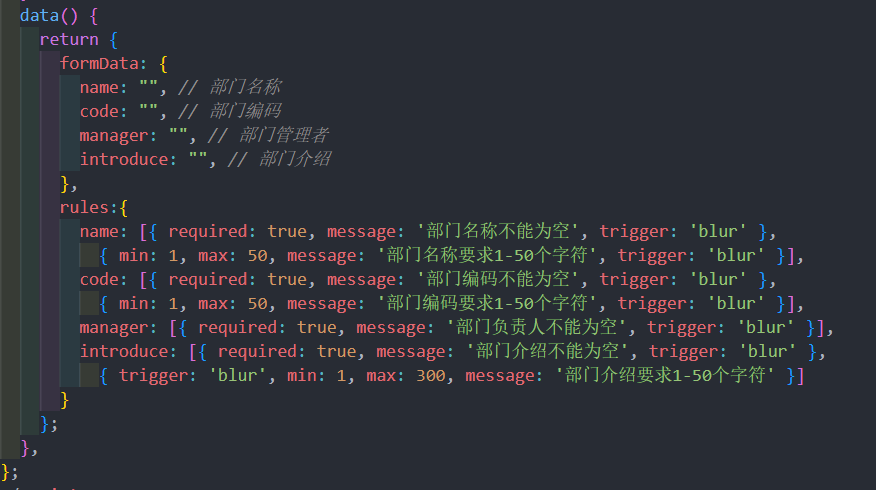 data() {
return {
formData: {
name: "", // 部门名称
code: "", // 部门编码
manager: "", // 部门管理者
introduce: "", // 部门介绍
},
rules:{
name: [{ required: true, message: '部门名称不能为空', trigger: 'blur' },
{ min: 1, max: 50, message: '部门名称要求1-50个字符', trigger: 'blur' }],
code: [{ required: true, message: '部门编码不能为空', trigger: 'blur' },
{ min: 1, max: 50, message: '部门编码要求1-50个字符', trigger: 'blur' }],
manager: [{ required: true, message: '部门负责人不能为空', trigger: 'blur' }],
introduce: [{ required: true, message: '部门介绍不能为空', trigger: 'blur' },
{ trigger: 'blur', min: 1, max: 300, message: '部门介绍要求1-50个字符' }]
}
};
},
};